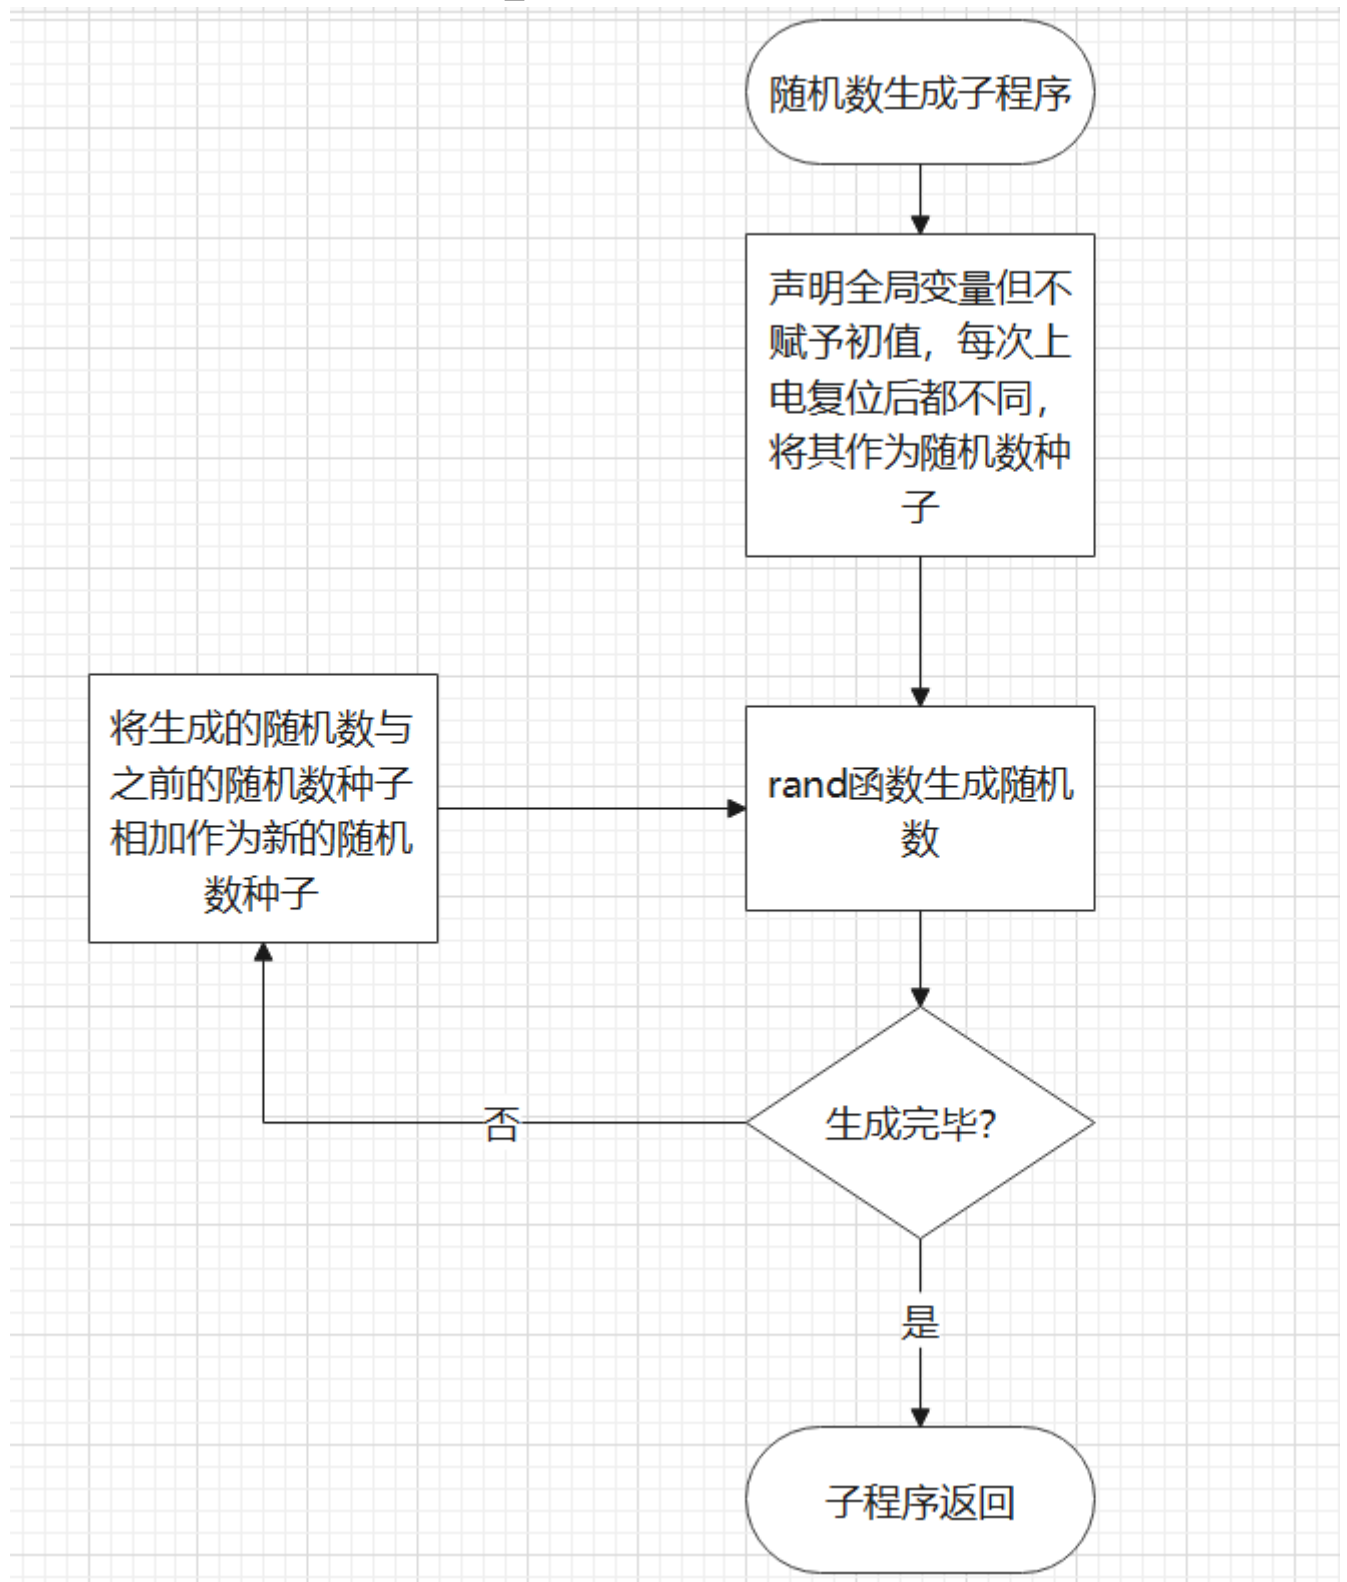 随机数生成子程序
声明全局变量但不
赋予初值，每次上
电复位后都不同，
将其作为随机数种
子
将生成的随机数与
之前的随机数种子
相加作为新的随机
数种子
rand函数生成随机
数
生成完毕？
否
是
子程序返回